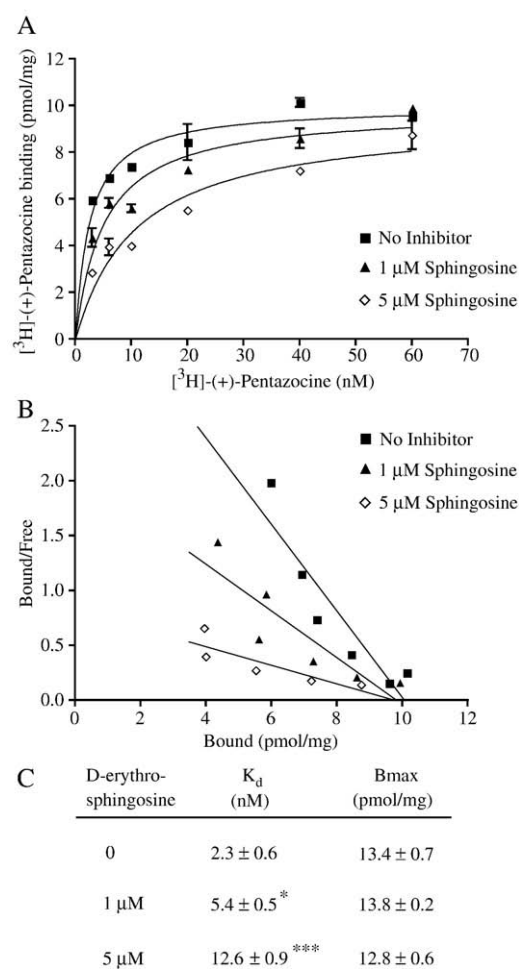 A
[³H]-(+)-Pentazocine binding (pmol/mg)
12
10
8
6
4
2
0
0 10 20 30 40 50 60 70
[³H]-(+)-Pentazocine (nM)
No Inhibitor
1 μM Sphingosine
5 μM Sphingosine
B
Bound/Free
2.5
2.0
1.5
1.0
0.5
0.0
0 2 4 6 8 10 12
Bound (pmol/mg)
No Inhibitor
1 μM Sphingosine
5 μM Sphingosine
C
D-erythro- Kd Bmax
sphingosine (nM) (pmol/mg)
0 2.3 ± 0.6 13.4 ± 0.7
1 μM 5.4 ± 0.5 * 13.8 ± 0.2
5 μM 12.6 ± 0.9 *** 12.8 ± 0.6